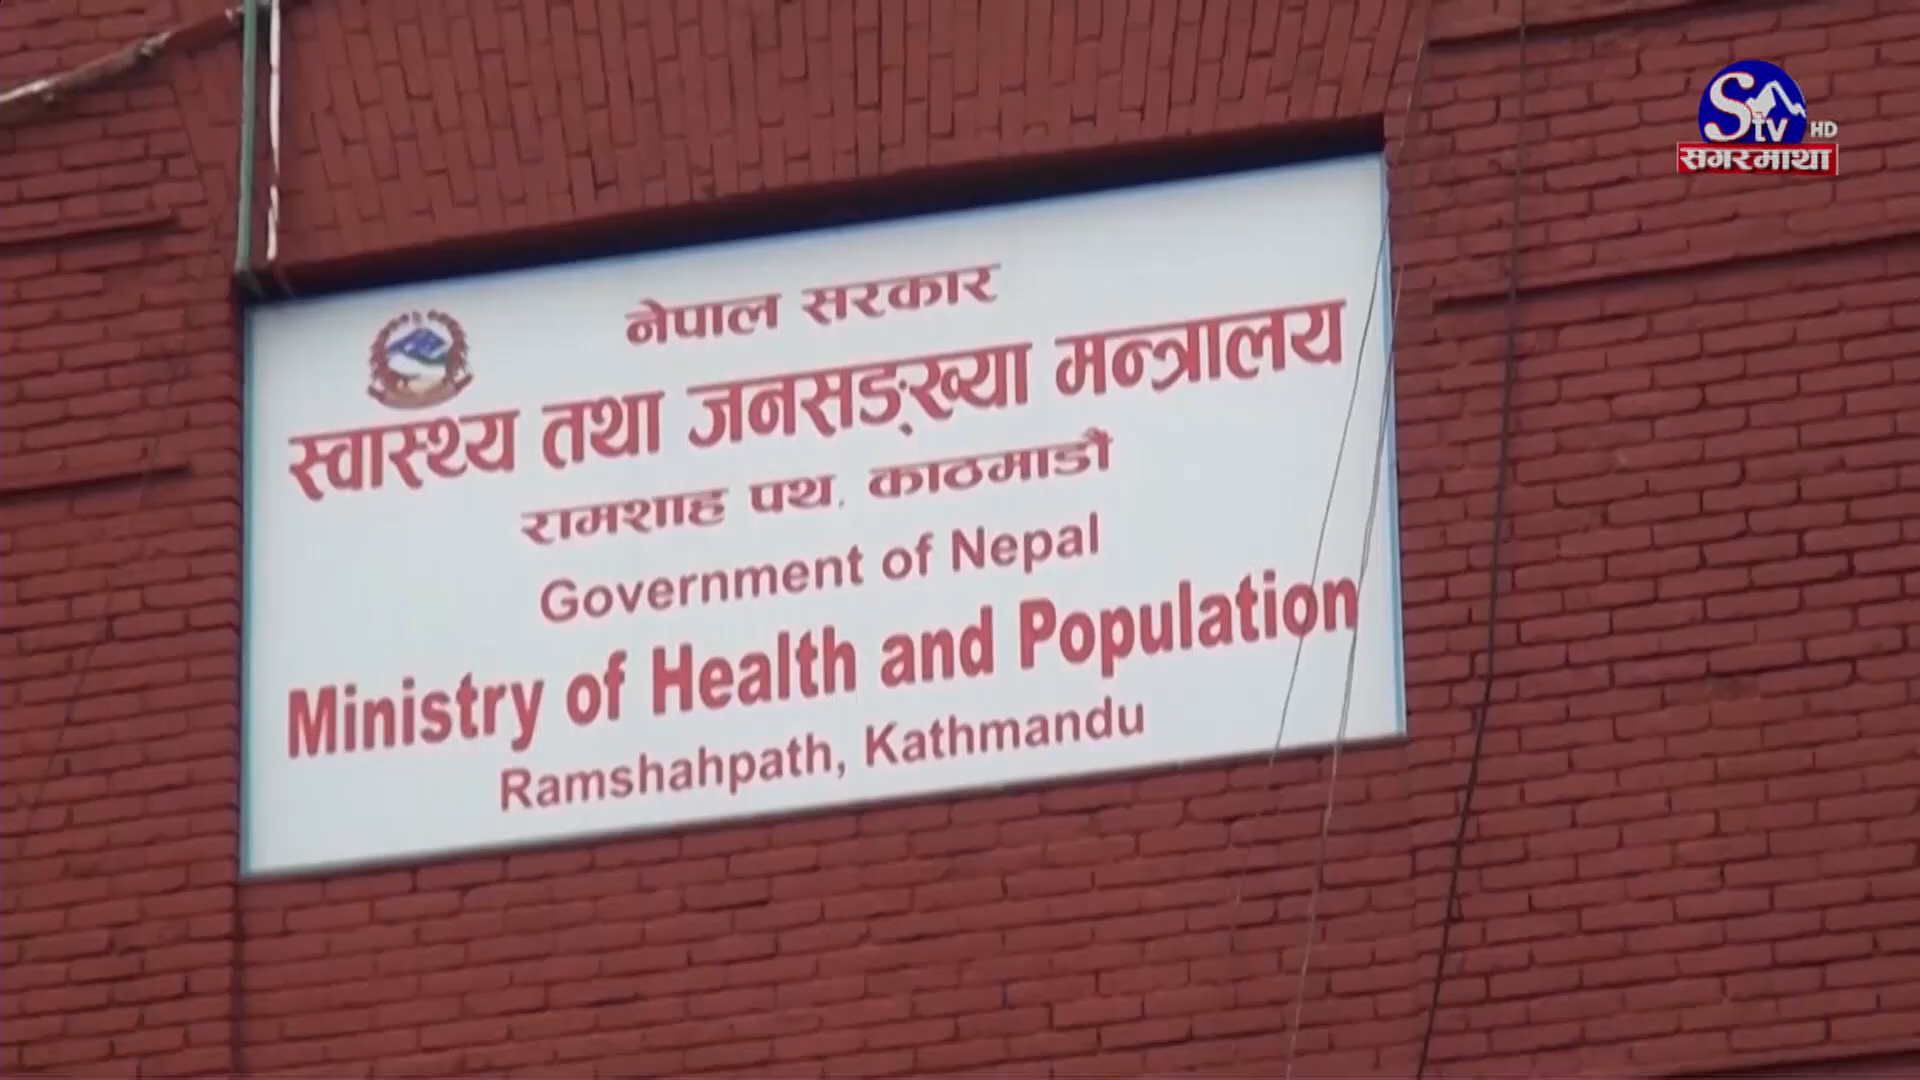 नेपाल सरकार
स्वास्थ्य तथा जनसङ्ख्या मन्त्रालय
रामशाह पथ, काठमाडौं
Government of Nepal
Ministry of Health and Population
Ramshahpath, Kathmandu
STV HD
सगरमाथा